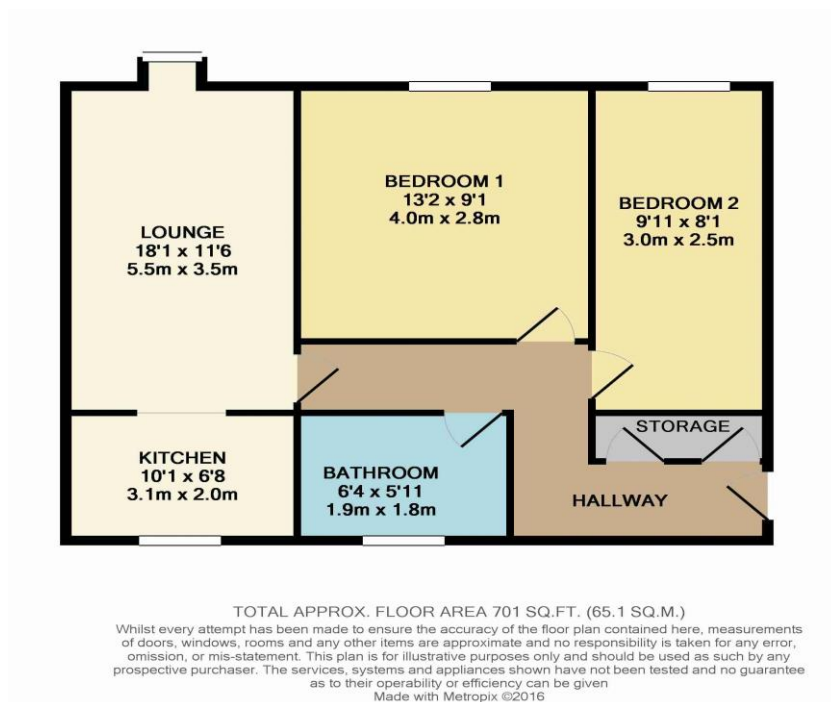 LOUNGE
18'1 x 11'6
5.5m x 3.5m
BEDROOM 1
13'2 x 9'1
4.0m x 2.8m
BEDROOM 2
9'11 x 8'1
3.0m x 2.5m
KITCHEN
10'1 x 6'8
3.1m x 2.0m
BATHROOM
6'4 x 5'11
1.9m x 1.8m
STORAGE
HALLWAY
TOTAL APPROX. FLOOR AREA 701 SQ.FT. (65.1 SQ.M.)
Whilst every attempt has been made to ensure the accuracy of the floor plan contained here, measurements
of doors, windows, rooms and any other items are approximate and no responsibility is taken for any error,
omission, or mis-statement. This plan is for illustrative purposes only and should be used as such by any
prospective purchaser. The services, systems and appliances shown have not been tested and no guarantee
as to their operability or efficiency can be given
Made with Metropix ©2016